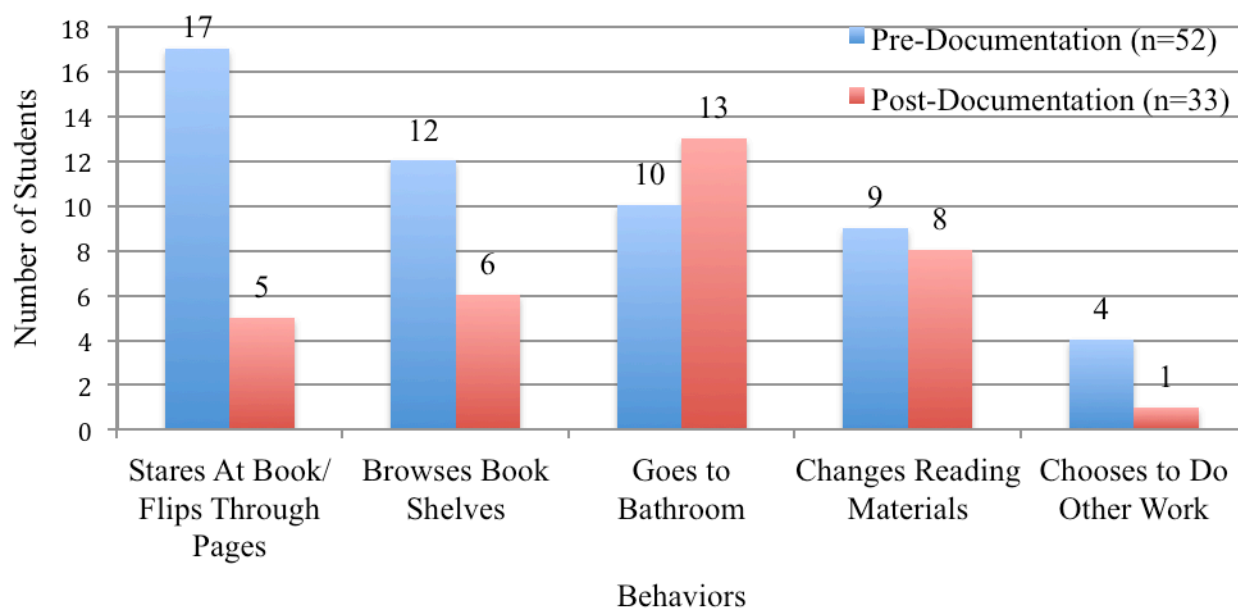 Number of Students
18
16
14
12
10
8
6
4
2
0
Pre-Documentation (n=52)
Post-Documentation (n=33)
17
5
12
6
10
13
9
8
4
1
Stares At Book/
Flips Through
Pages
Browses Book
Shelves
Goes to
Bathroom
Changes Reading
Materials
Chooses to Do
Other Work
Behaviors